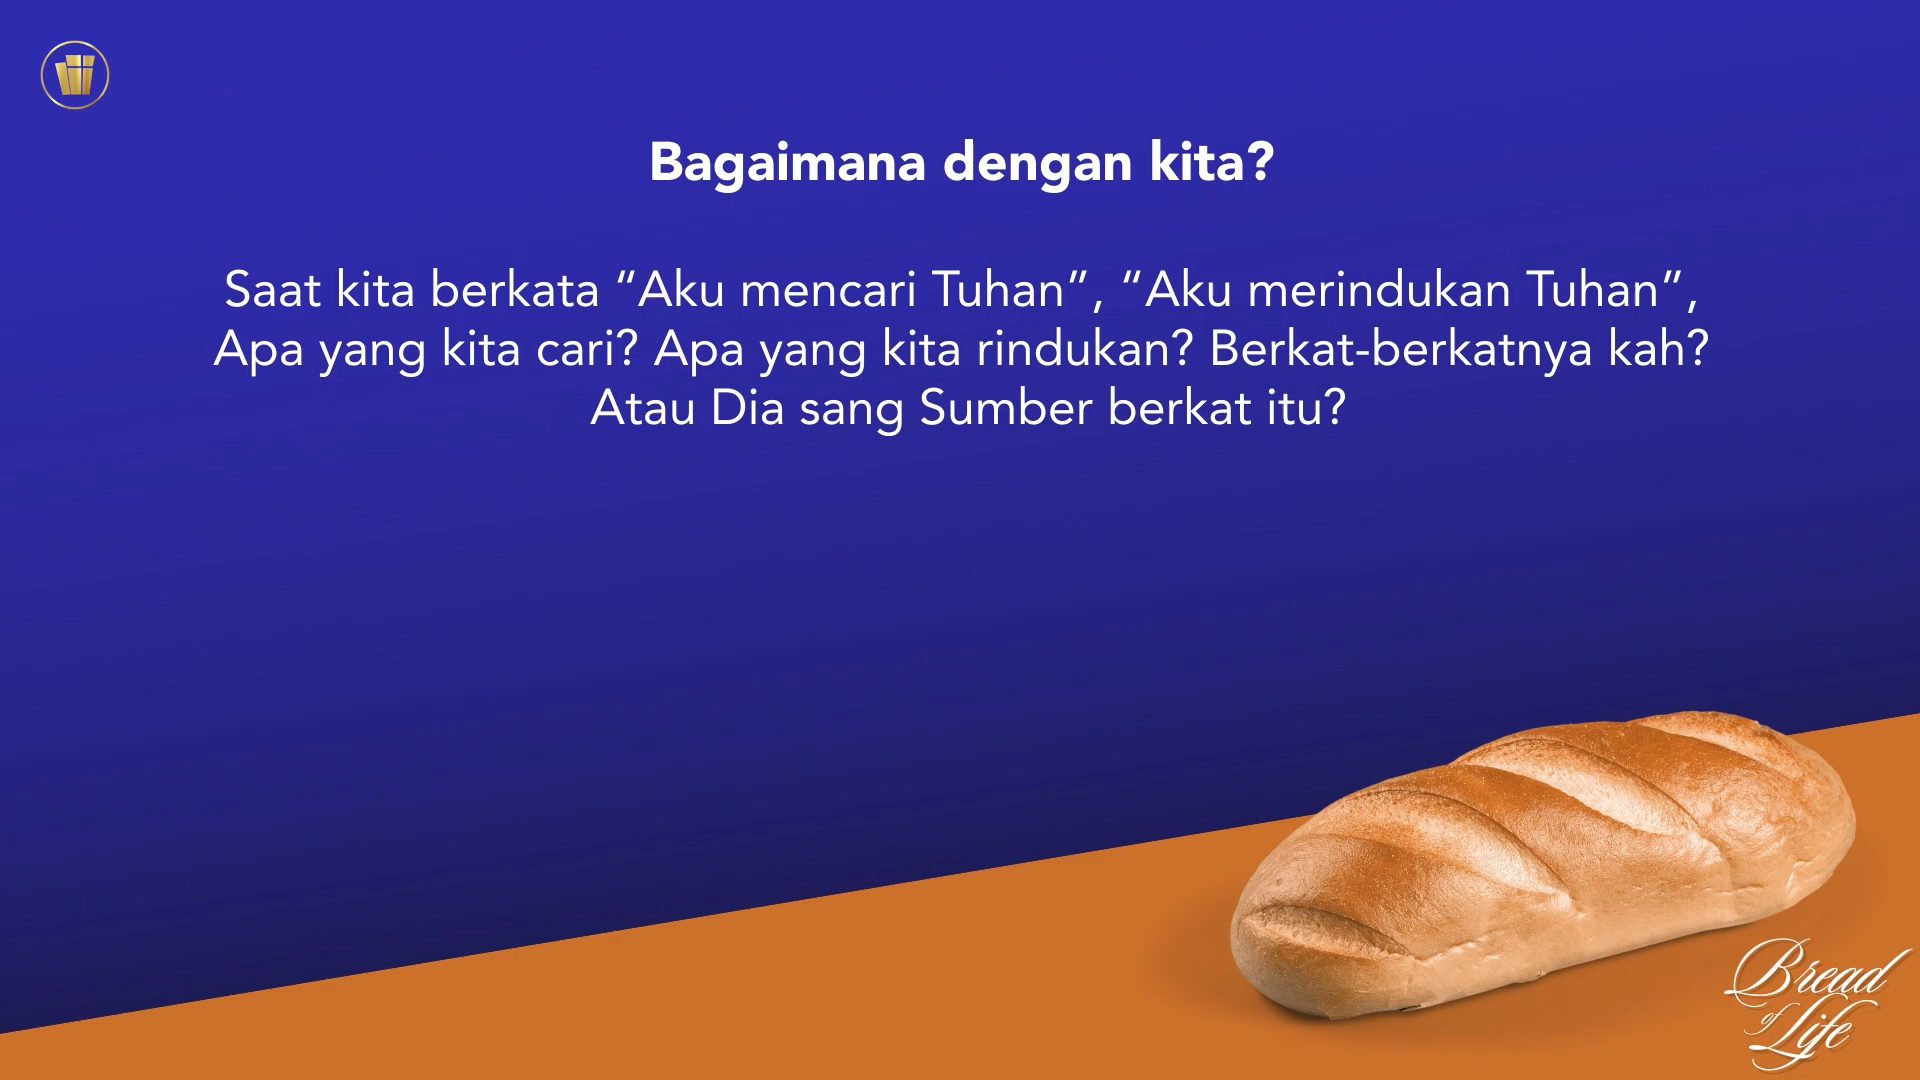 Bagaimana dengan kita?
Saat kita berkata “Aku mencari Tuhan”, “Aku merindukan Tuhan”,
Apa yang kita cari? Apa yang kita rindukan? Berkat-berkatnya kah?
Atau Dia sang Sumber berkat itu?
Bread
of
Life